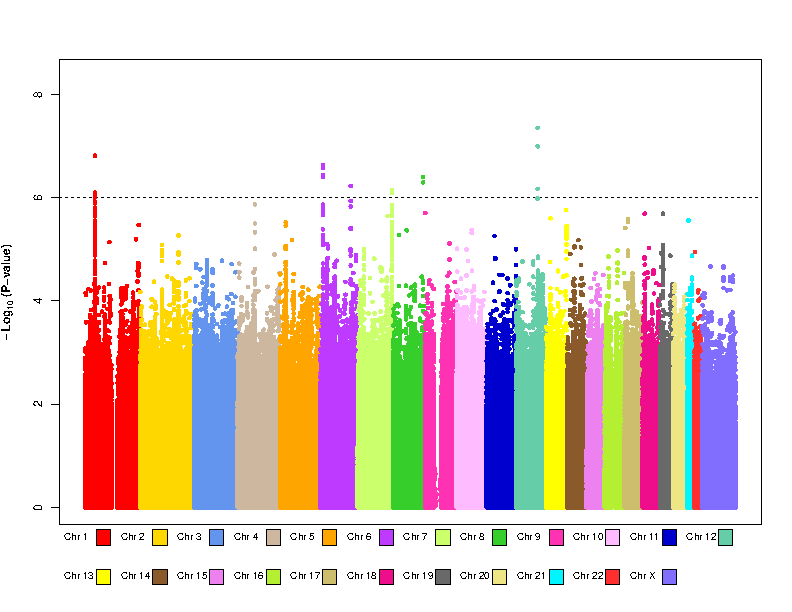 8
6
4
2
0
−Log10 (P−value)
Chr 1 Chr 2 Chr 3 Chr 4 Chr 5 Chr 6 Chr 7 Chr 8 Chr 9 Chr 10 Chr 11 Chr 12
Chr 13 Chr 14 Chr 15 Chr 16 Chr 17 Chr 18 Chr 19 Chr 20 Chr 21 Chr 22 Chr X